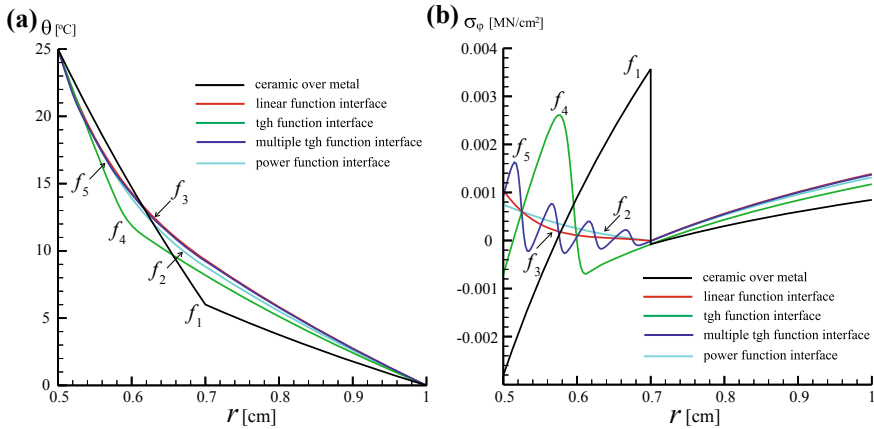 (a)
θ [ºC]
25
20
15
10
5
0
0.5
0.6
0.7
0.8
0.9
1
r [cm]
ceramic over metal
linear function interface
tgh function interface
multiple tgh function interface
power function interface
f5
f4
f3
f2
f1
(b)
σφ [MN/cm²]
0.004
0.003
0.002
0.001
0
-0.001
-0.002
0.5
0.6
0.7
0.8
0.9
1
r [cm]
f1
f4
f5
f2
f3
ceramic over metal
linear function interface
tgh function interface
multiple tgh function interface
power function interface